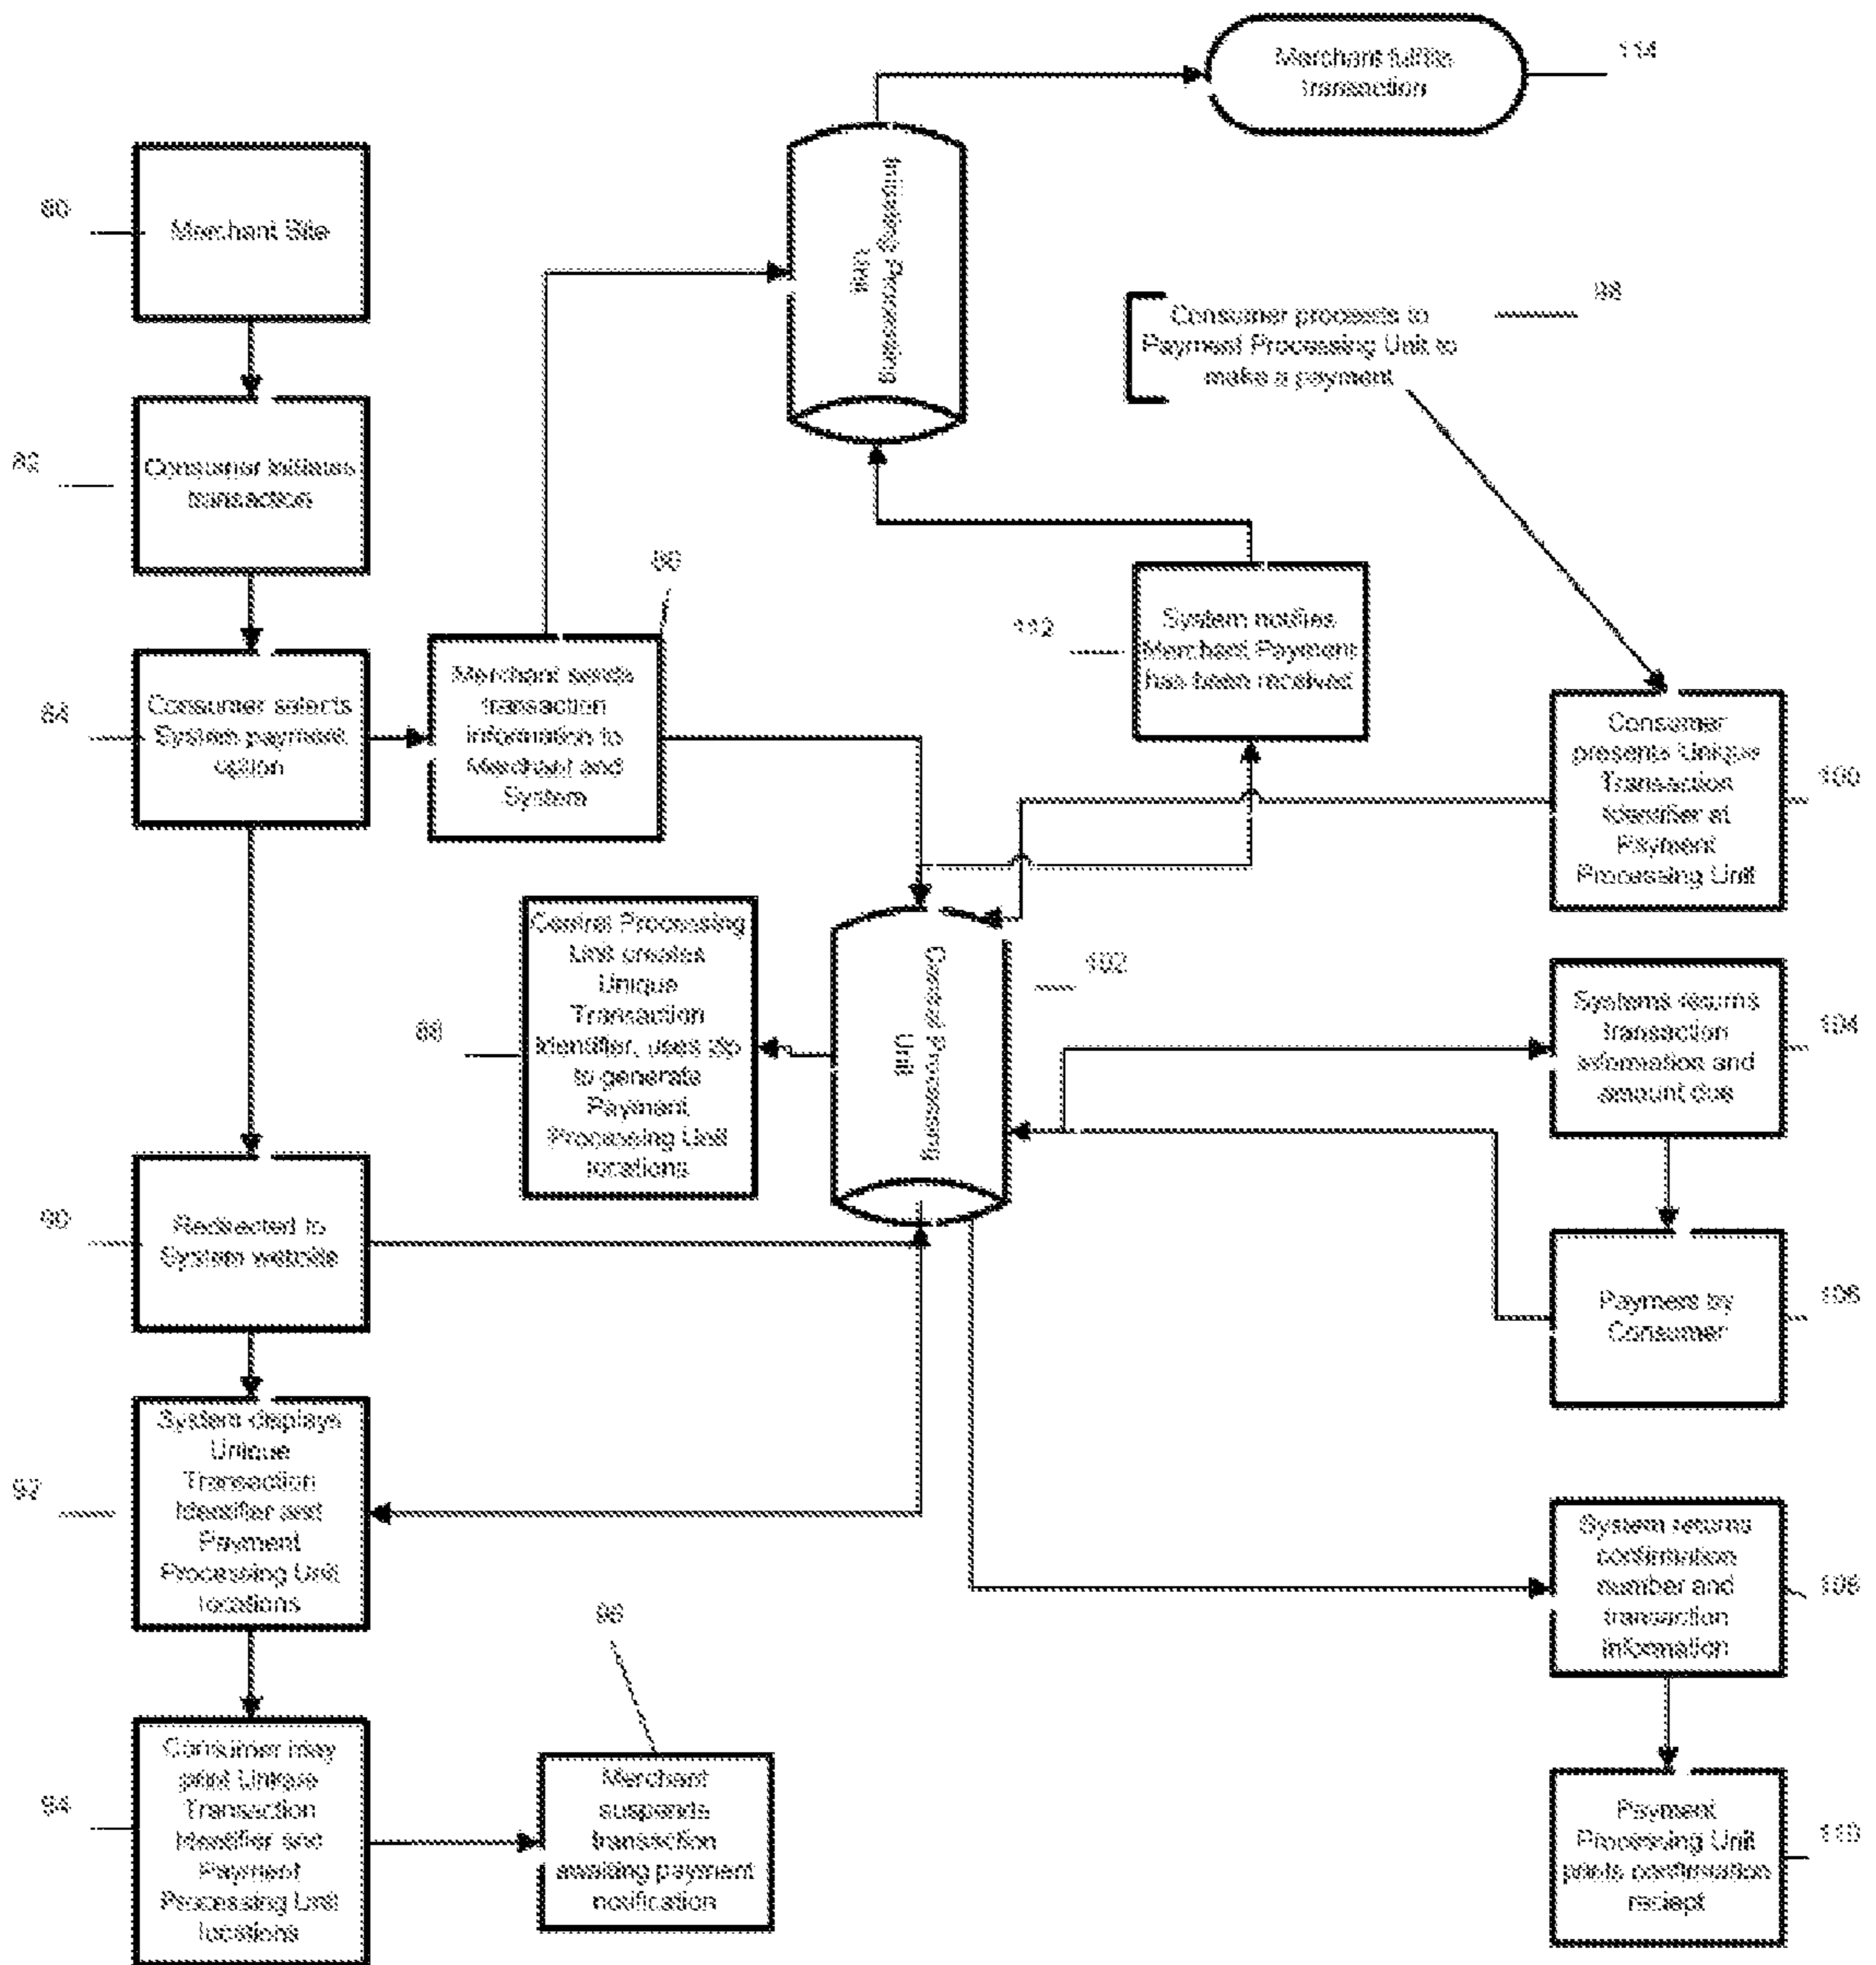 Merchant fulfills
transaction
114
80
Merchant Site
Processing
Unit
98
Consumer proceeds to
Payment Processing Unit to
make a payment
82
Consumer initiates
transaction
112
System notifies
Merchant Payment
has been received
84
Consumer selects
System payment
option
Merchant sends
transaction
information to
Merchant and
System
Consumer
presents Unique
Transaction
Identifier at
Payment
Processing Unit
100
Central Processing
Unit creates
Unique
Transaction
Identifier, uses zip
to generate
Payment
Processing Unit
locations
Central Processing
Unit
102
Systems returns
transaction
information and
amount due
104
90
Redirected to
System website
Payment by
Consumer
106
92
System displays
Unique
Transaction
Identifier and
Payment
Processing Unit
locations
System returns
confirmation
number and
transaction
information
108
94
Consumer may
print Unique
Transaction
Identifier and
Payment
Processing Unit
locations
96
Merchant
suspends
transaction
awaiting payment
notification
Payment
Processing Unit
prints confirmation
reciept
110